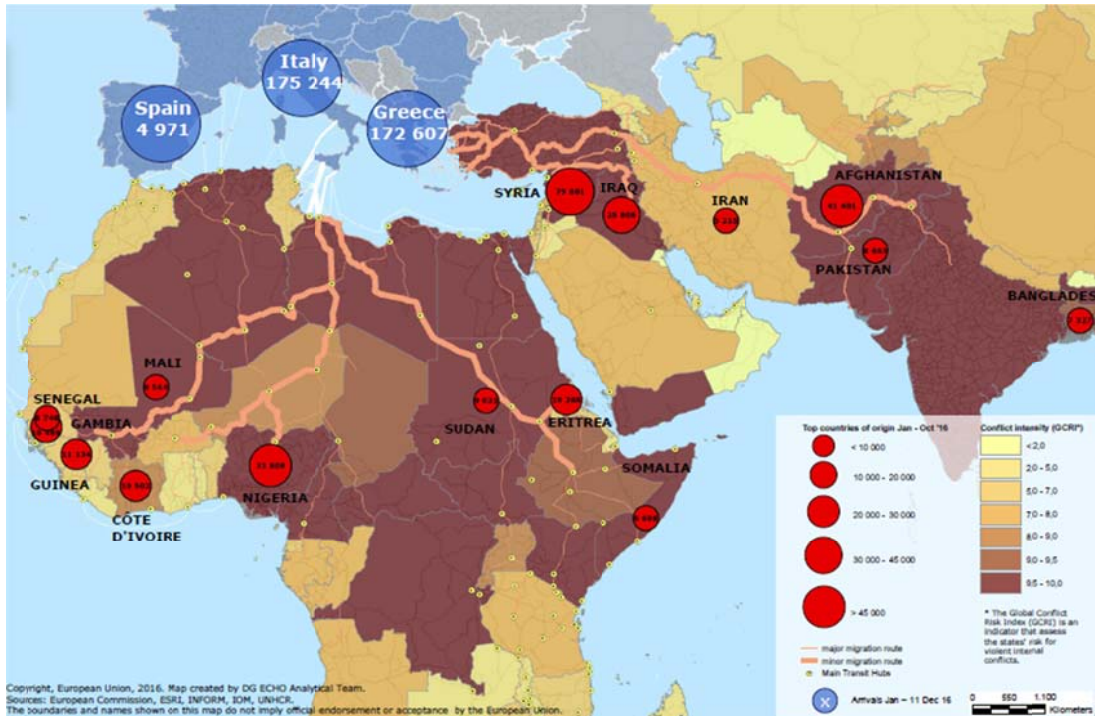 Italy
175 244
Spain
4 971
Greece
172 607
SYRIA
IRAQ
IRAN
AFGHANISTAN
PAKISTAN
BANGLADES
MALI
SENEGAL
GAMBIA
GUINEA
CÔTE
D'IVOIRE
NIGERIA
SUDAN
ERITREA
SOMALIA
Top countries of origin Jan - Oct '16
< 10 000
10 000 - 20 000
20 000 - 30 000
30 000 - 45 000
> 45 000
major migration route
minor migration route
Main Transit Hubs
X
Arrivals Jan – 11 Dec 16
Conflict intensity (GCRI*)
<2,0
2,0 - 5,0
5,0 - 7,0
7,0 - 8,0
8,0 - 9,0
9,0 - 9,5
9,5 - 10,0
* The Global Conflict
Risk Index (GCRI) is an
indicator that assess
the states' risk for
violent internal
conflicts.
0 550 1.100
Kilometers
Copyright, European Union, 2016. Map created by DG ECHO Analytical Team.
Sources: European Commission, ESRI, INFORM, IOM, UNHCR.
The boundaries and names shown on this map do not imply official endorsement or acceptance by the European Union.